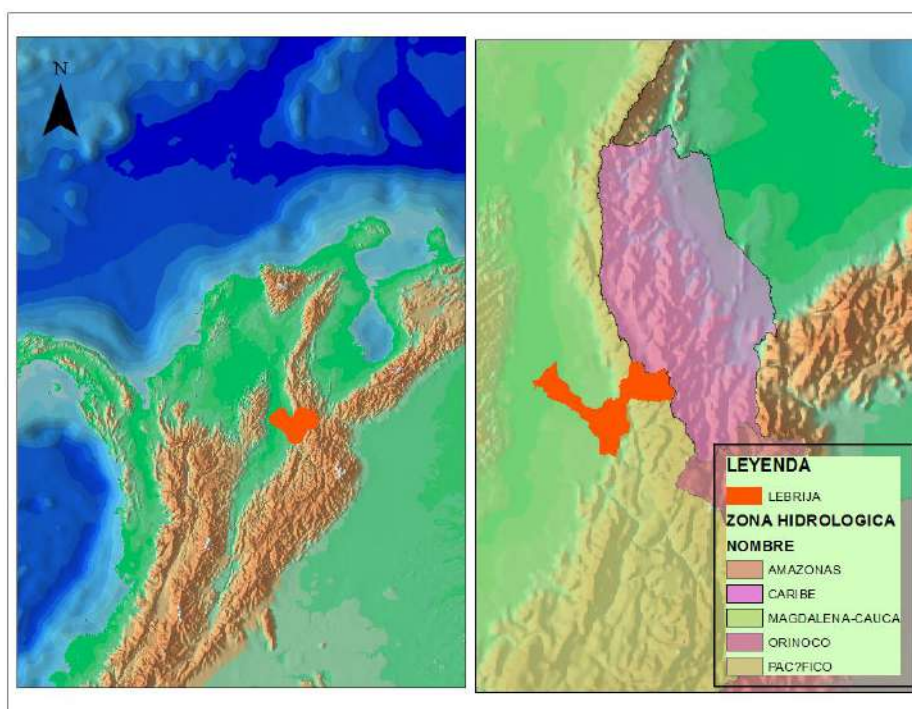 N
LEYENDA
LEBRIJA
ZONA HIDROLOGICA
NOMBRE
AMAZONAS
CARIBE
MAGDALENA-CAUCA
ORINOCO
PAC?FICO